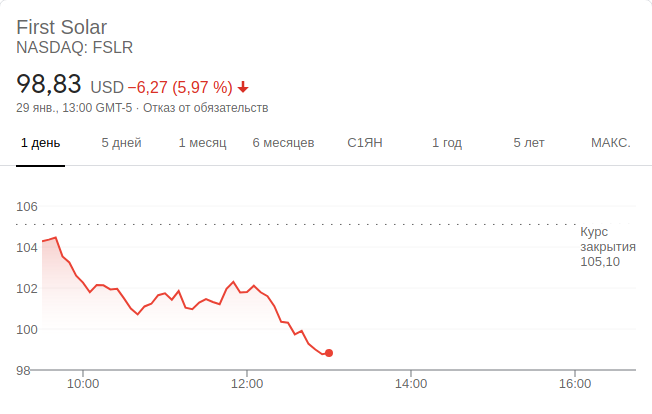 First Solar
NASDAQ: FSLR
98,83 USD −6,27 (5,97 %)
29 янв., 13:00 GMT-5 · Отказ от обязательств
1 день 5 дней 1 месяц 6 месяцев С1ЯН 1 год 5 лет МАКС.
106
Курс
закрытия
105,10
104
102
100
98
10:00 12:00 14:00 16:00